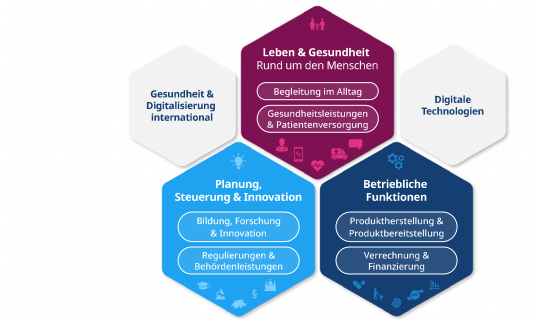 Leben & Gesundheit
Rund um den Menschen
Begleitung im Alltag
Gesundheitsleistungen
& Patientenversorgung
Gesundheit &
Digitalisierung
international
Digitale
Technologien
Planung,
Steuerung & Innovation
Bildung, Forschung
& Innovation
Regulierungen &
Behördenleistungen
§
Betriebliche
Funktionen
Produktherstellung &
Produktbereitstellung
Verrechnung &
Finanzierung